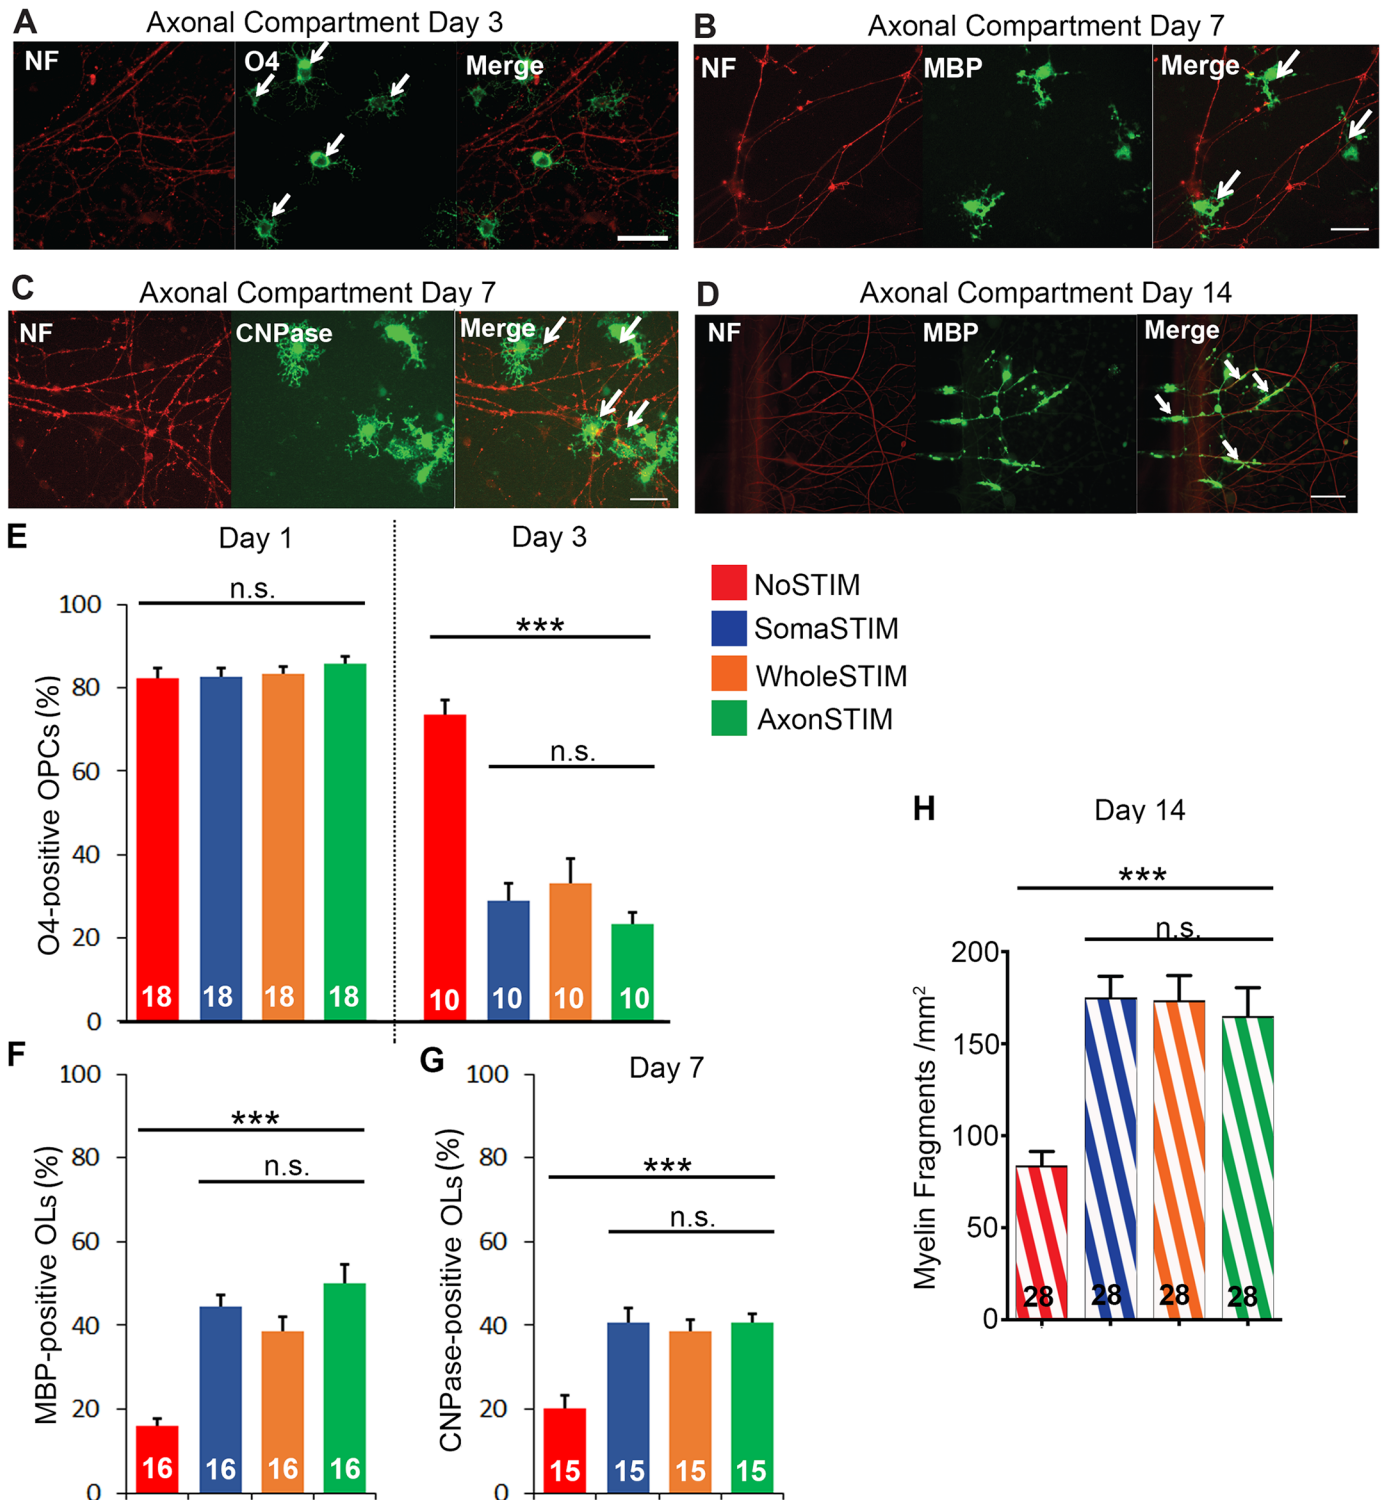 A Axonal Compartment Day 3
NF O4 Merge
B Axonal Compartment Day 7
NF MBP Merge
C Axonal Compartment Day 7
NF CNPase Merge
D Axonal Compartment Day 14
NF MBP Merge
E Day 1 Day 3
n.s.
***
n.s.
O4-positive OPCs (%)
100
80
60
40
20
0
18 18 18 18 10 10 10 10
NoSTIM
SomaSTIM
WholeSTIM
AxonSTIM
F
***
n.s.
MBP-positive OLs (%)
100
80
60
40
20
0
16 16 16 16
G Day 7
***
n.s.
CNPase-positive OLs (%)
100
80
60
40
20
0
15 15 15 15
H Day 14
***
n.s.
Myelin Fragments /mm²
200
150
100
50
0
28 28 28 28